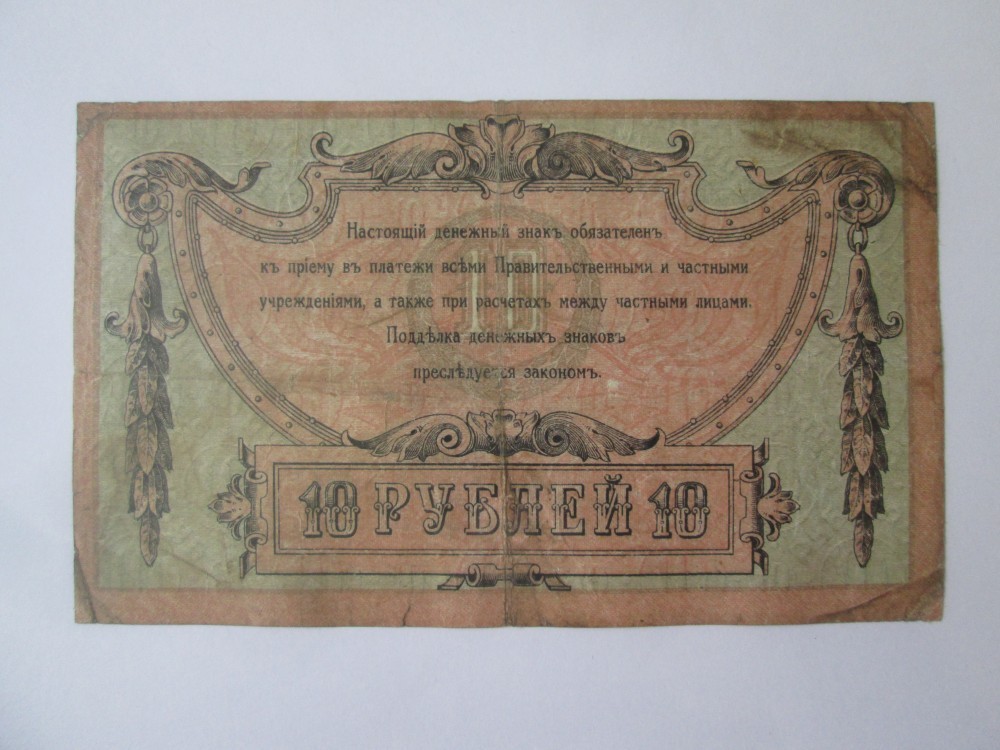 10
Настоящій денежный знакъ обязателенъ
къ пріему въ платежи всѣми Правительственными и частными
учрежденіями, а также при расчетахъ между частными лицами.
Поддѣлка денежныхъ знаковъ
преслѣдуется закономъ.
10 РУБЛЕЙ 10